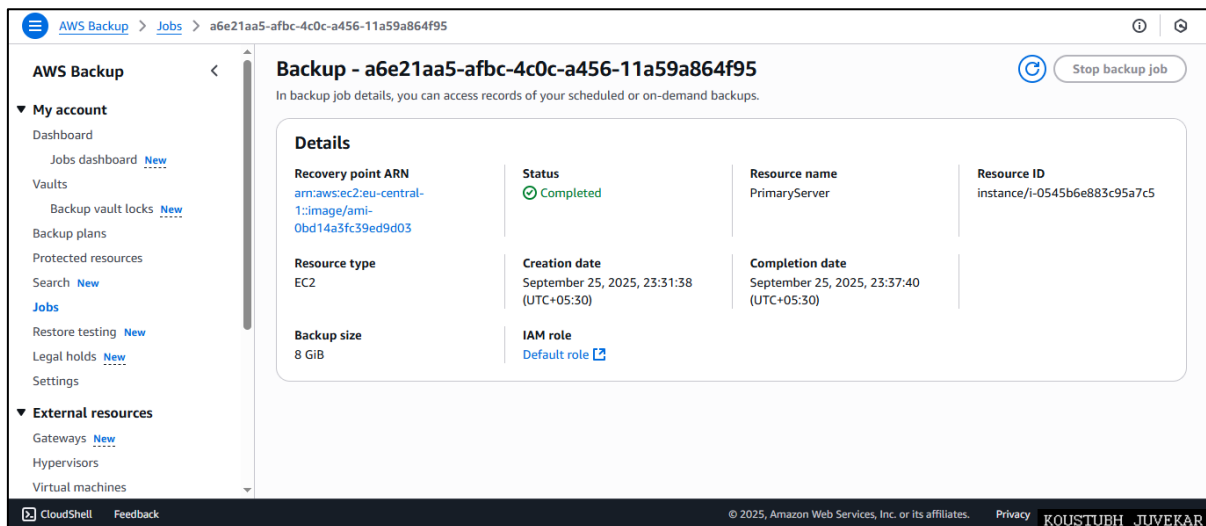 AWS Backup > Jobs > a6e21aa5-afbc-4c0c-a456-11a59a864f95
AWS Backup
My account
Dashboard
Jobs dashboard New
Vaults
Backup vault locks New
Backup plans
Protected resources
Search New
Jobs
Restore testing New
Legal holds New
Settings
External resources
Gateways New
Hypervisors
Virtual machines
Backup - a6e21aa5-afbc-4c0c-a456-11a59a864f95
Stop backup job
In backup job details, you can access records of your scheduled or on-demand backups.
Details
Recovery point ARN
arn:aws:ec2:eu-central-
1::image/ami-
0bd14a3fc39ed9d03
Status
Completed
Resource name
PrimaryServer
Resource ID
instance/i-0545b6e883c95a7c5
Resource type
EC2
Creation date
September 25, 2025, 23:31:38
(UTC+05:30)
Completion date
September 25, 2025, 23:37:40
(UTC+05:30)
Backup size
8 GiB
IAM role
Default role
CloudShell Feedback © 2025, Amazon Web Services, Inc. or its affiliates. Privacy
KOUSTUBH JUVEKAR